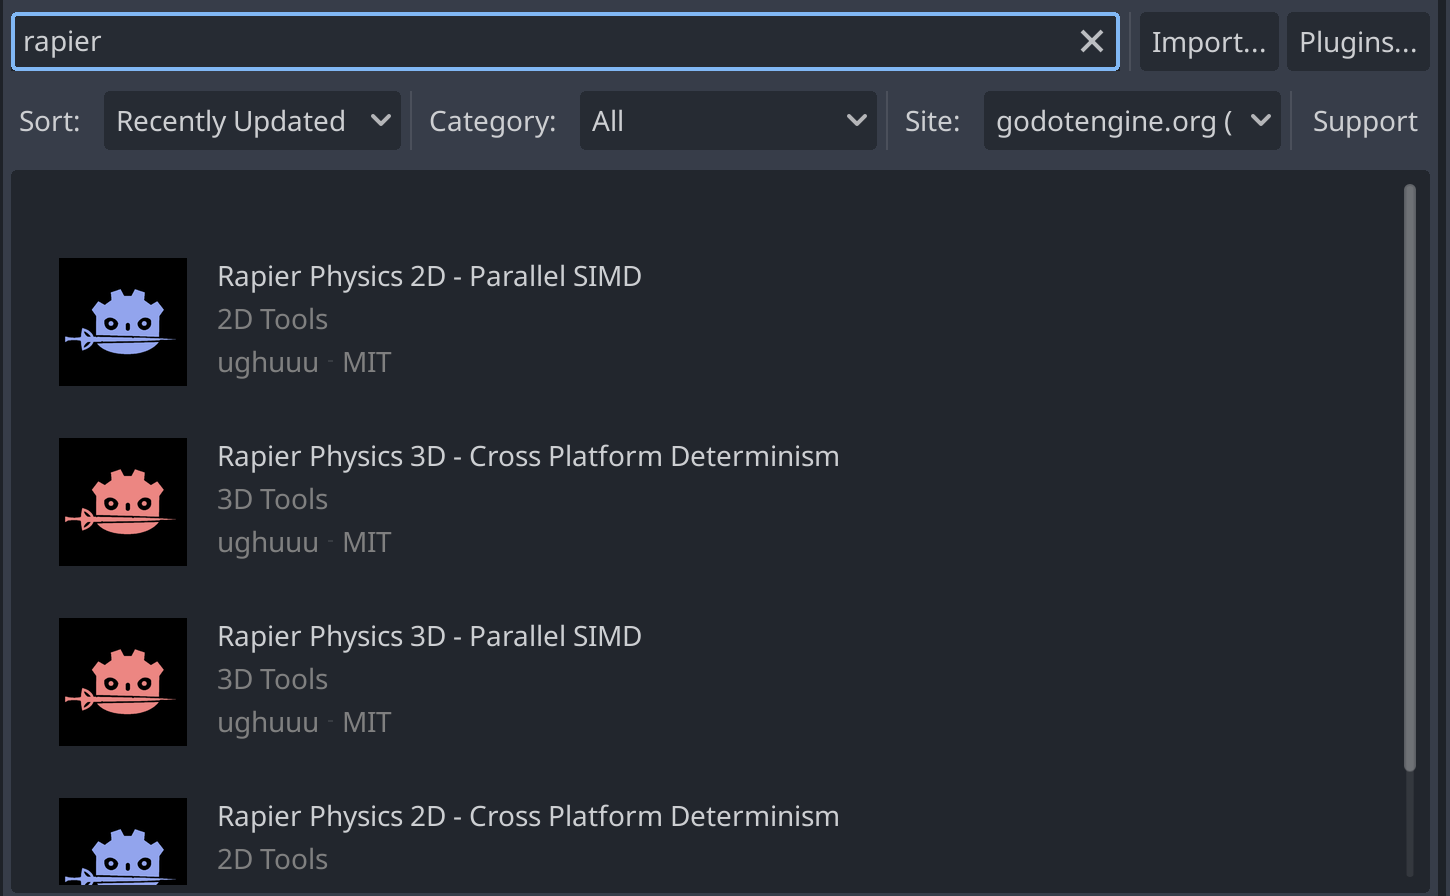 rapier
Import...
Plugins...
Sort: Recently Updated Category: All Site: godotengine.org ( Support
Rapier Physics 2D - Parallel SIMD
2D Tools
ughuuu - MIT
Rapier Physics 3D - Cross Platform Determinism
3D Tools
ughuuu - MIT
Rapier Physics 3D - Parallel SIMD
3D Tools
ughuuu - MIT
Rapier Physics 2D - Cross Platform Determinism
2D Tools